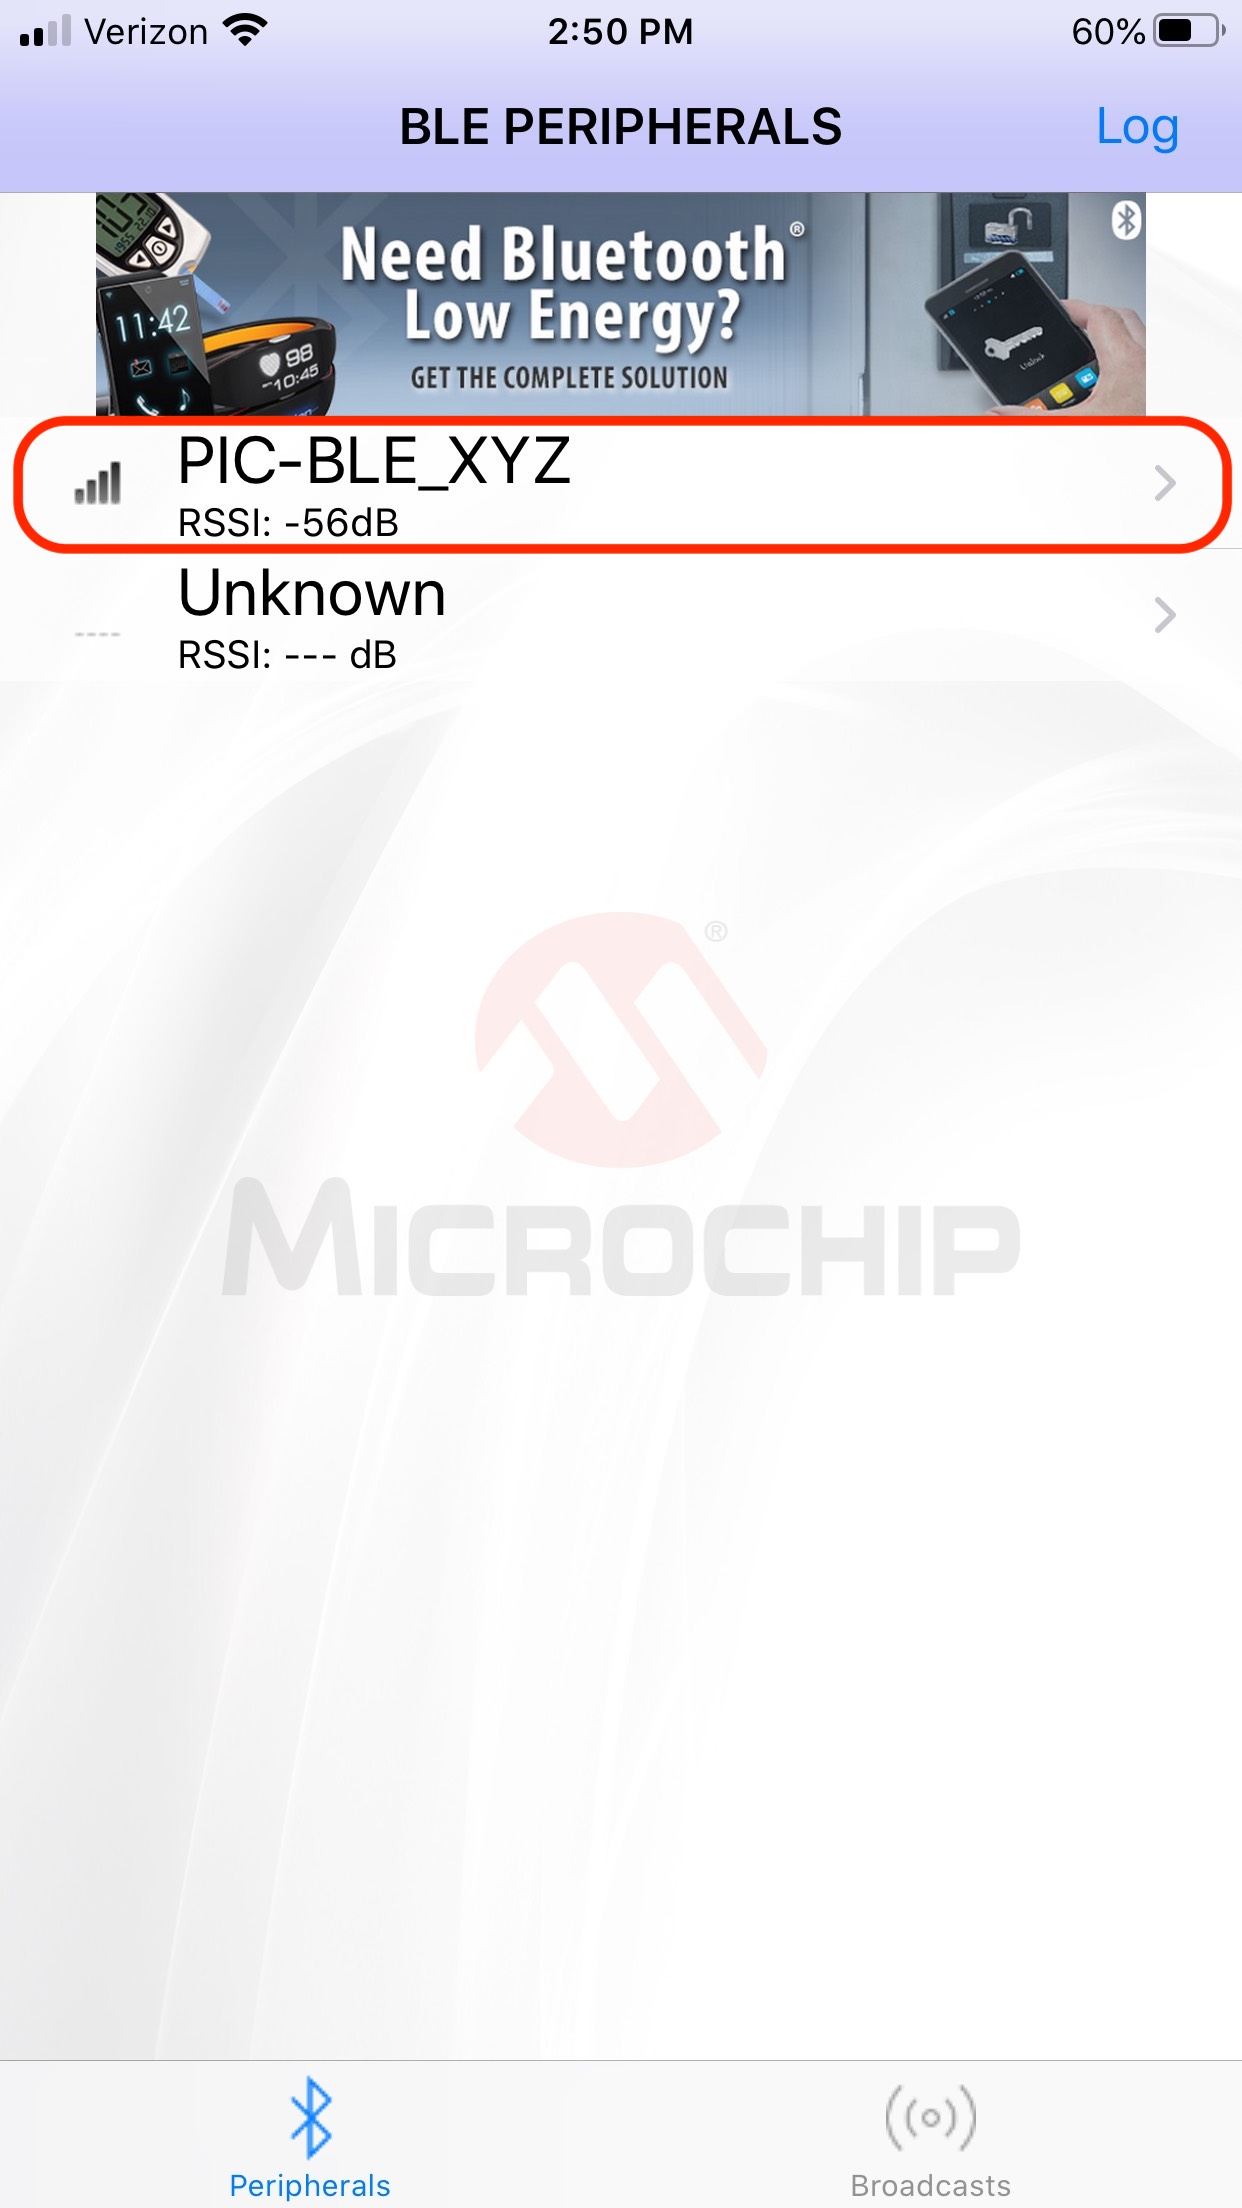 Verizon
2:50 PM
60%
BLE PERIPHERALS
Log
Need Bluetooth®
Low Energy?
GET THE COMPLETE SOLUTION
11:42
98
10:45
Unlock
PIC-BLE_XYZ
RSSI: -56dB
Unknown
RSSI: --- dB
®
MICROCHIP
Peripherals
Broadcasts